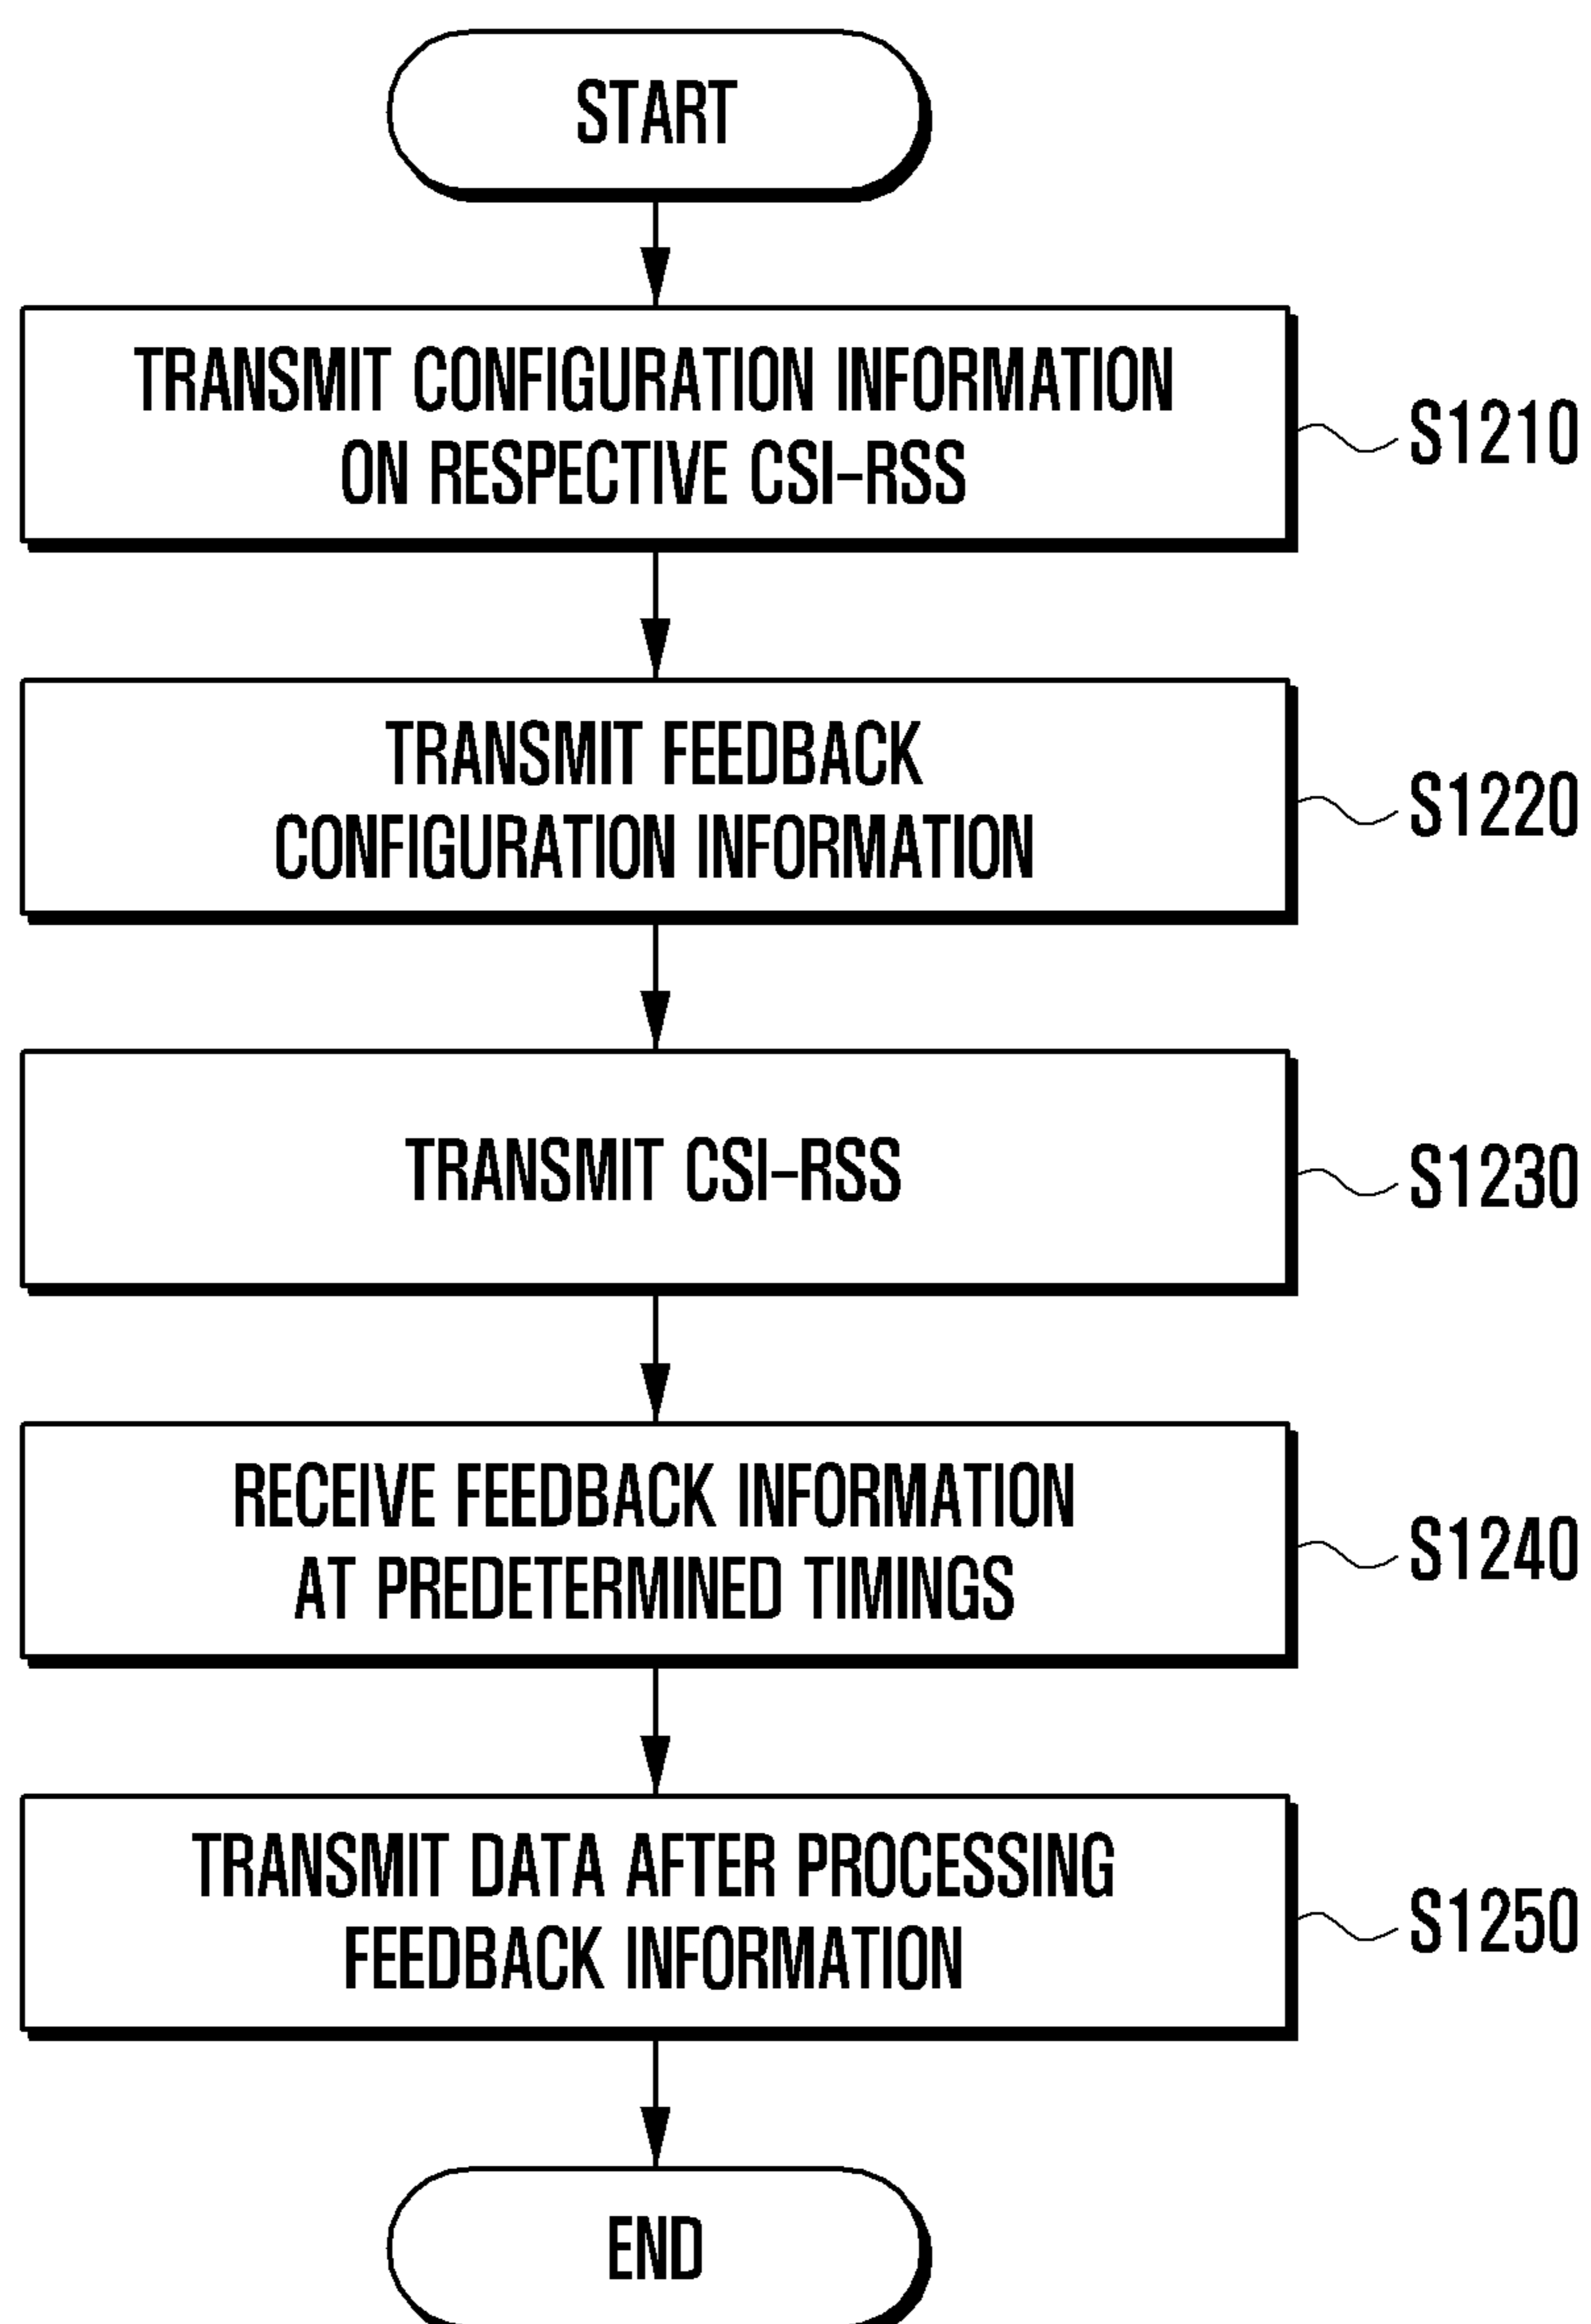 START
TRANSMIT CONFIGURATION INFORMATION
ON RESPECTIVE CSI-RSS
S1210
TRANSMIT FEEDBACK
CONFIGURATION INFORMATION
S1220
TRANSMIT CSI-RSS
S1230
RECEIVE FEEDBACK INFORMATION
AT PREDETERMINED TIMINGS
S1240
TRANSMIT DATA AFTER PROCESSING
FEEDBACK INFORMATION
S1250
END